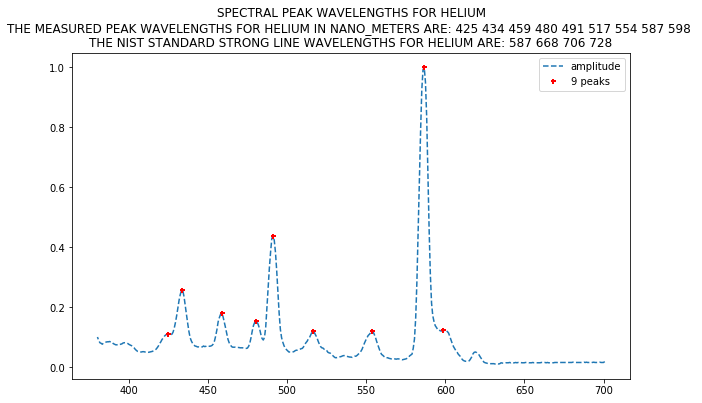 SPECTRAL PEAK WAVELENGTHS FOR HELIUM
THE MEASURED PEAK WAVELENGTHS FOR HELIUM IN NANO_METERS ARE: 425 434 459 480 491 517 554 587 598
THE NIST STANDARD STRONG LINE WAVELENGTHS FOR HELIUM ARE: 587 668 706 728
1.0
0.8
0.6
0.4
0.2
0.0
amplitude
9 peaks
400 450 500 550 600 650 700